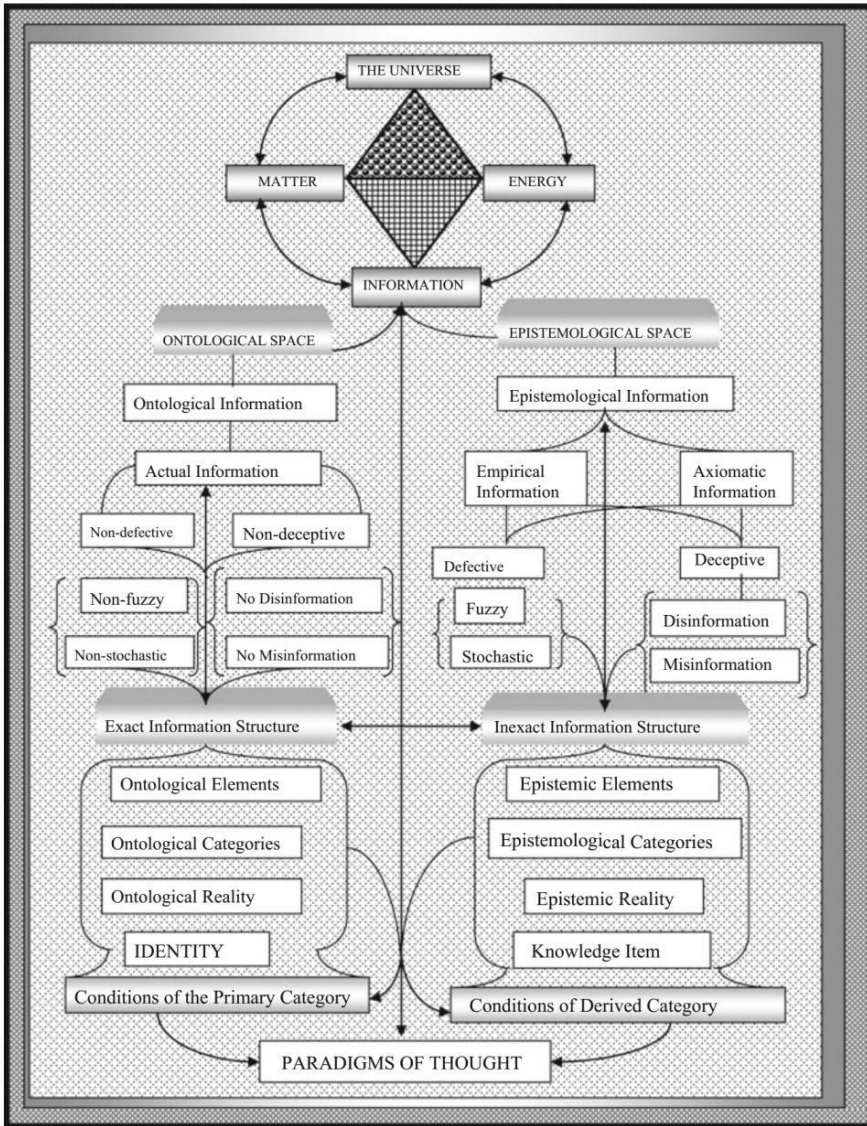 THE UNIVERSE
MATTER
ENERGY
INFORMATION
ONTOLOGICAL SPACE
EPISTEMOLOGICAL SPACE
Ontological Information
Epistemological Information
Actual Information
Empirical
Information
Axiomatic
Information
Non-defective
Non-deceptive
Defective
Deceptive
Non-fuzzy
No Disinformation
Fuzzy
Disinformation
Non-stochastic
No Misinformation
Stochastic
Misinformation
Exact Information Structure
Inexact Information Structure
Ontological Elements
Epistemic Elements
Ontological Categories
Epistemological Categories
Ontological Reality
Epistemic Reality
IDENTITY
Knowledge Item
Conditions of the Primary Category
Conditions of Derived Category
PARADIGMS OF THOUGHT